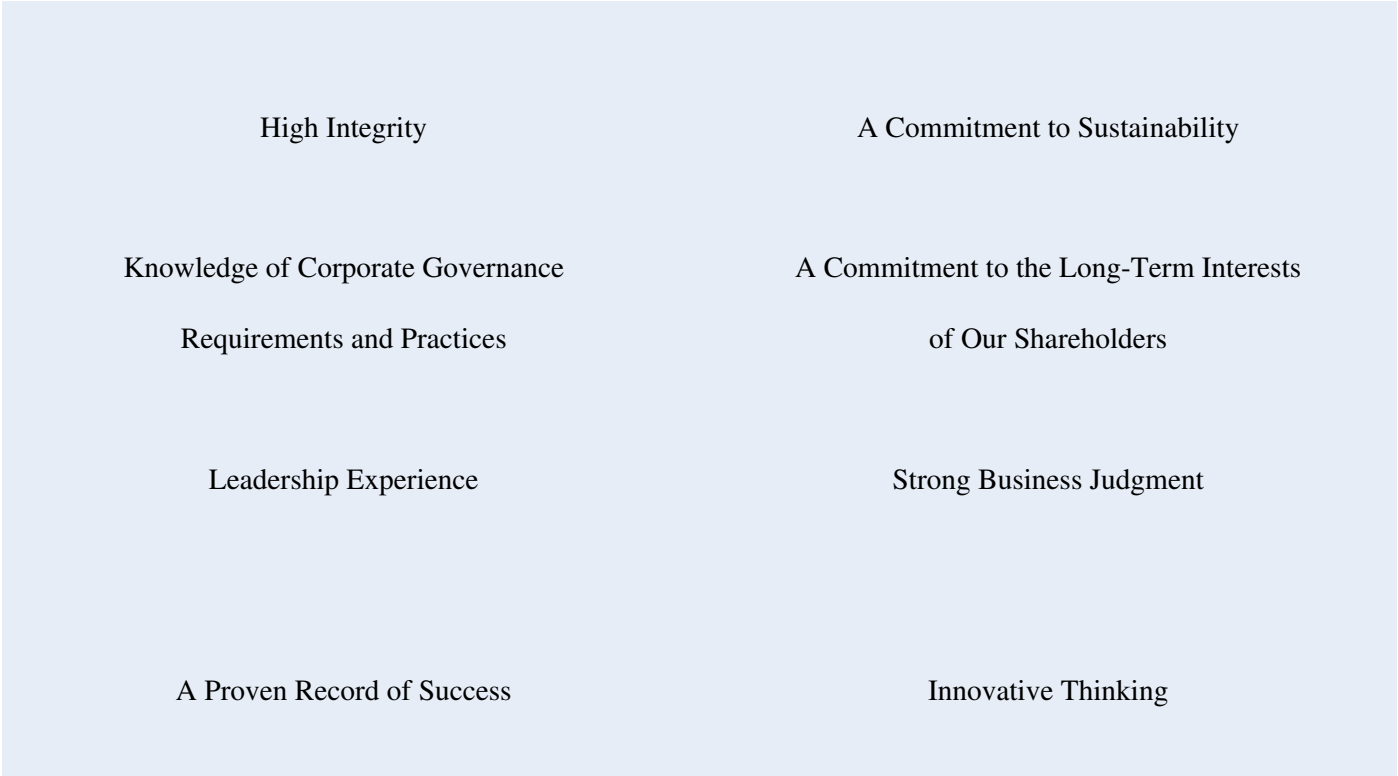 High Integrity
A Commitment to Sustainability
Knowledge of Corporate Governance
Requirements and Practices
A Commitment to the Long-Term Interests
of Our Shareholders
Leadership Experience
Strong Business Judgment
A Proven Record of Success
Innovative Thinking